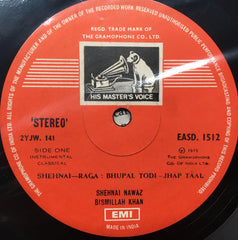 REGD. TRADE MARK OF
THE GRAMOPHONE CO. LTD.
HIS MASTER'S VOICE
'STEREO'
2YJW. 141
SIDE ONE
INSTRUMENTAL
CLASSICAL
EASD. 1512
℗ 1975
THE GRAMOPHONE
CO. OF INDIA LTD.
SHEHNAI—RAGA: BHUPAL TODI - JHAP TAAL
SHEHNAI NAWAZ
BISMILLAH KHAN
EMI
MADE IN INDIA